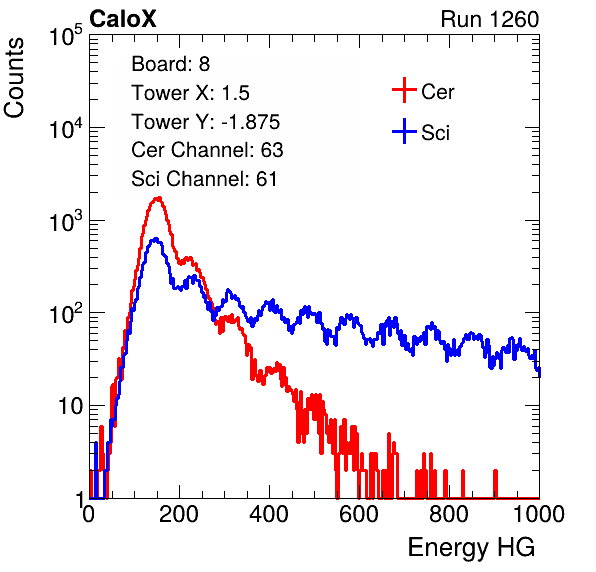 CaloX Run 1260
Counts
Board: 8
Tower X: 1.5
Tower Y: -1.875
Cer Channel: 63
Sci Channel: 61
Cer
Sci
10^5
10^4
10^3
10^2
10
1
0 200 400 600 800 1000
Energy HG